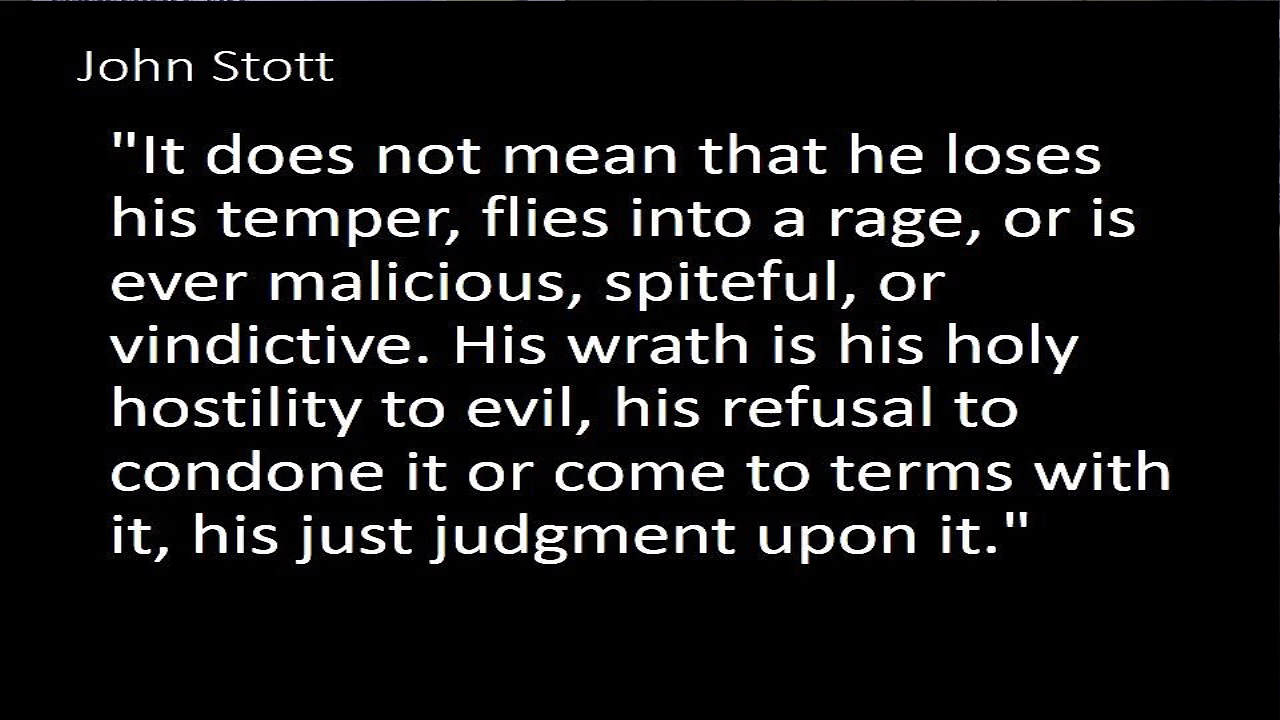 John Stott
"It does not mean that he loses
his temper, flies into a rage, or is
ever malicious, spiteful, or
vindictive. His wrath is his holy
hostility to evil, his refusal to
condone it or come to terms with
it, his just judgment upon it."